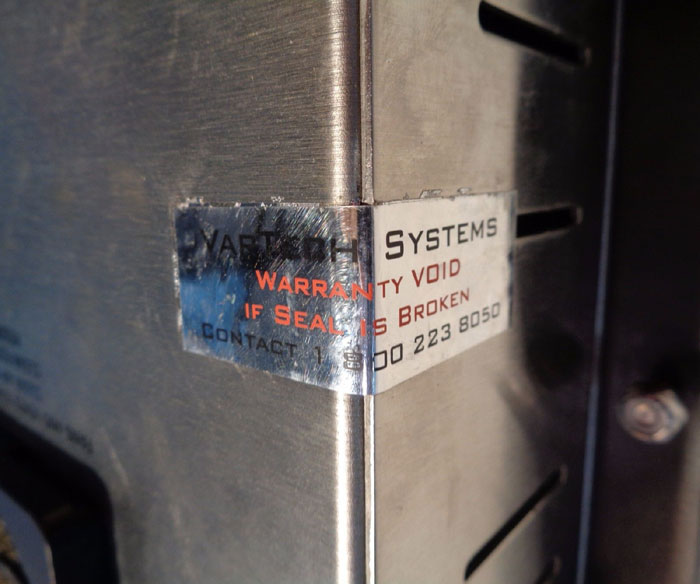 VarTech Systems
Warranty VOID
if Seal is Broken
Contact 1 800 223 8050